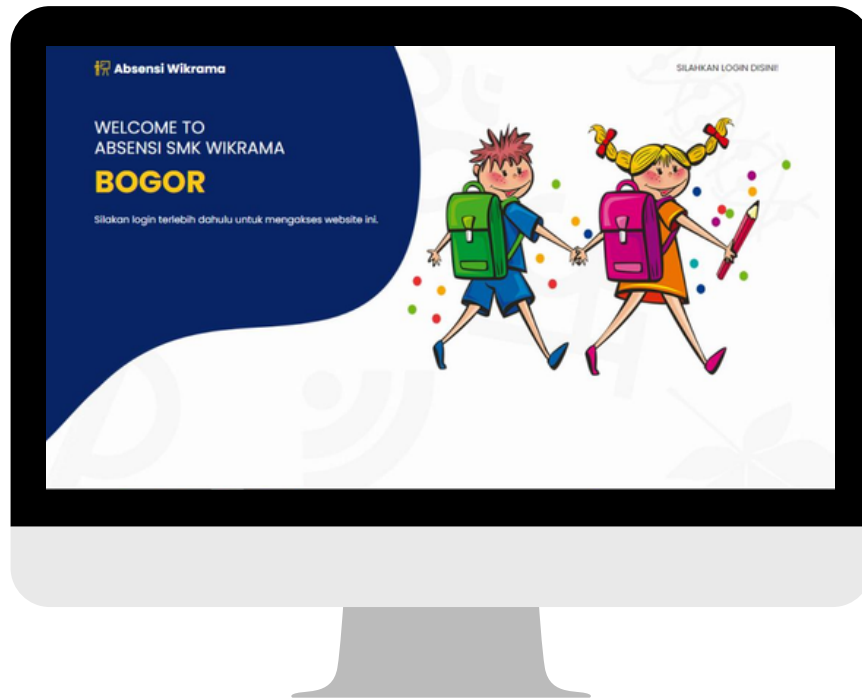 Absensi Wikrama
SILAHKAN LOGIN DISINI!
WELCOME TO
ABSENSI SMK WIKRAMA
BOGOR
Silakan login terlebih dahulu untuk mengakses website ini.